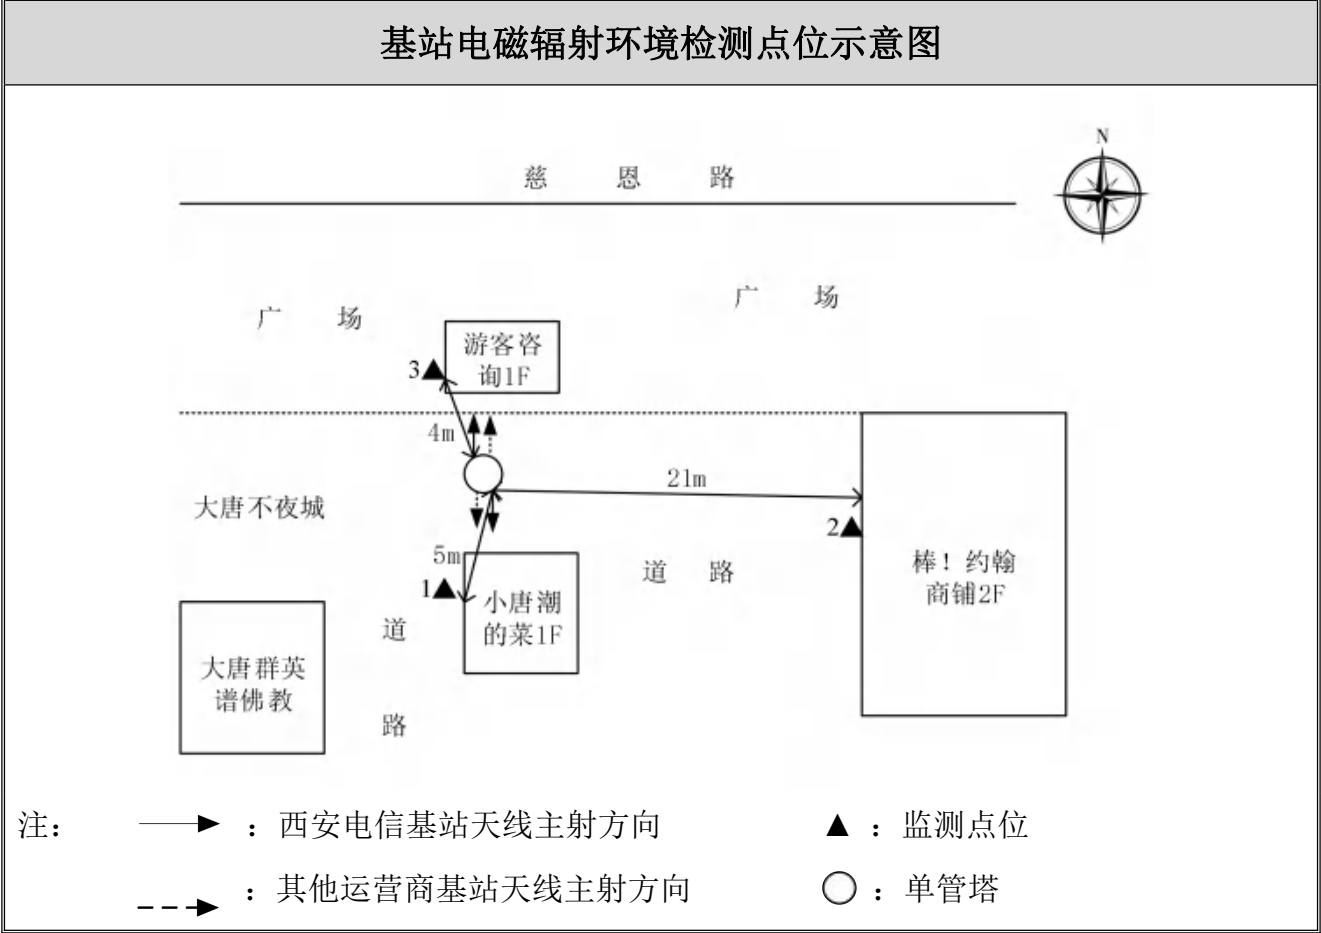 基站电磁辐射环境检测点位示意图
N
慈恩路
广场
广场
游客咨
询1F
3
4m
21m
大唐不夜城
2
棒！约翰
商铺2F
5m
道路
1
小唐潮
的菜1F
道
路
大唐群英
谱佛教
注：
：西安电信基站天线主射方向
：监测点位
：其他运营商基站天线主射方向
：单管塔